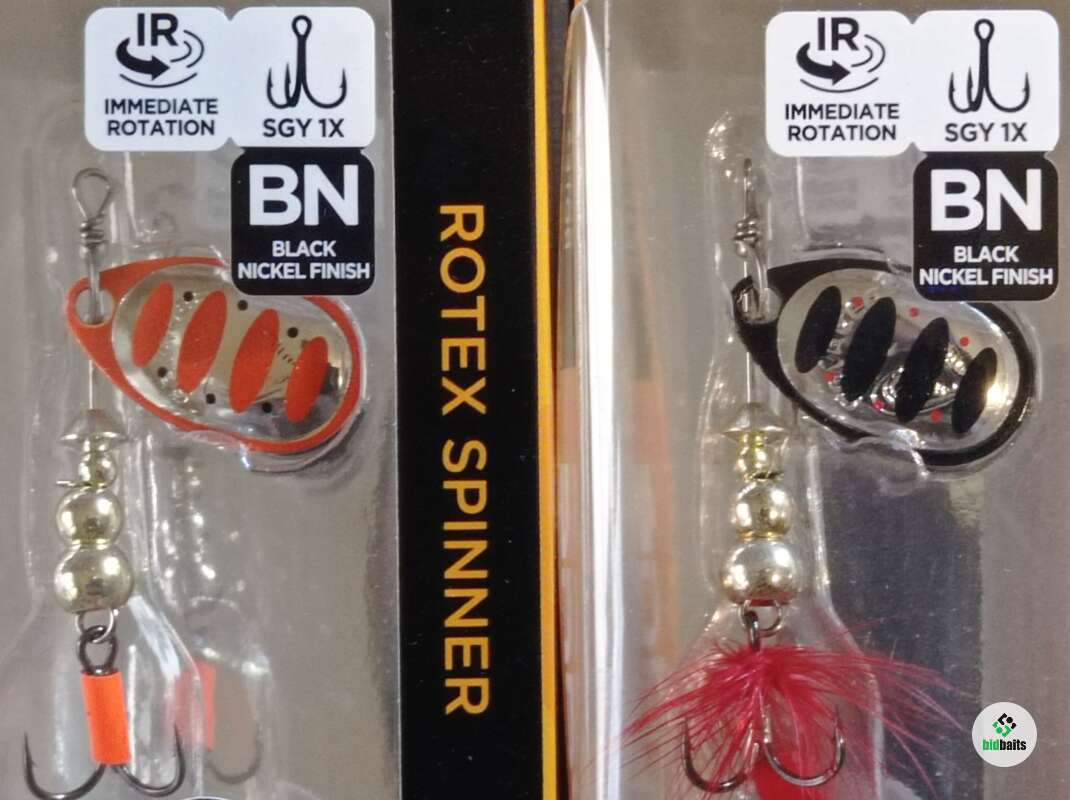 IR
IMMEDIATE
ROTATION
SGY 1X
BN
BLACK
NICKEL FINISH
ROTEX SPINNER
IR
IMMEDIATE
ROTATION
SGY 1X
BN
BLACK
NICKEL FINISH
bidbaits